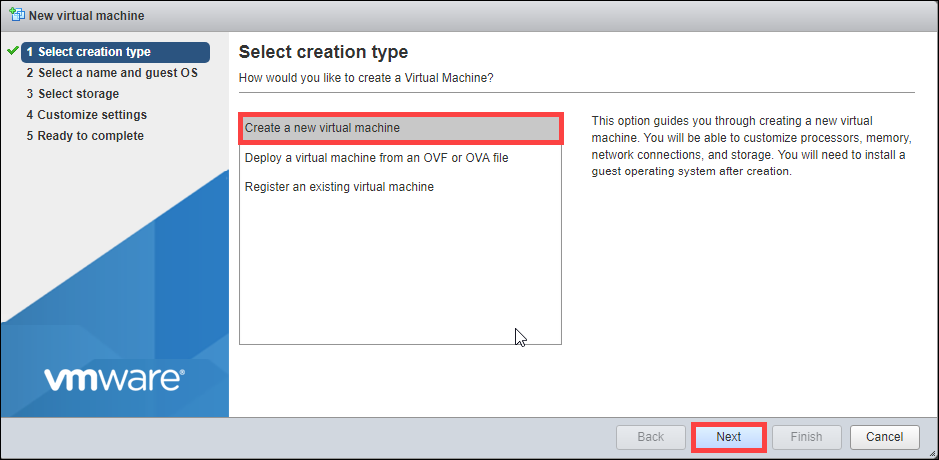 New virtual machine
1 Select creation type
2 Select a name and guest OS
3 Select storage
4 Customize settings
5 Ready to complete
vmware®
Select creation type
How would you like to create a Virtual Machine?
Create a new virtual machine
Deploy a virtual machine from an OVF or OVA file
Register an existing virtual machine
This option guides you through creating a new virtual
machine. You will be able to customize processors, memory,
network connections, and storage. You will need to install a
guest operating system after creation.
Back Next Finish Cancel